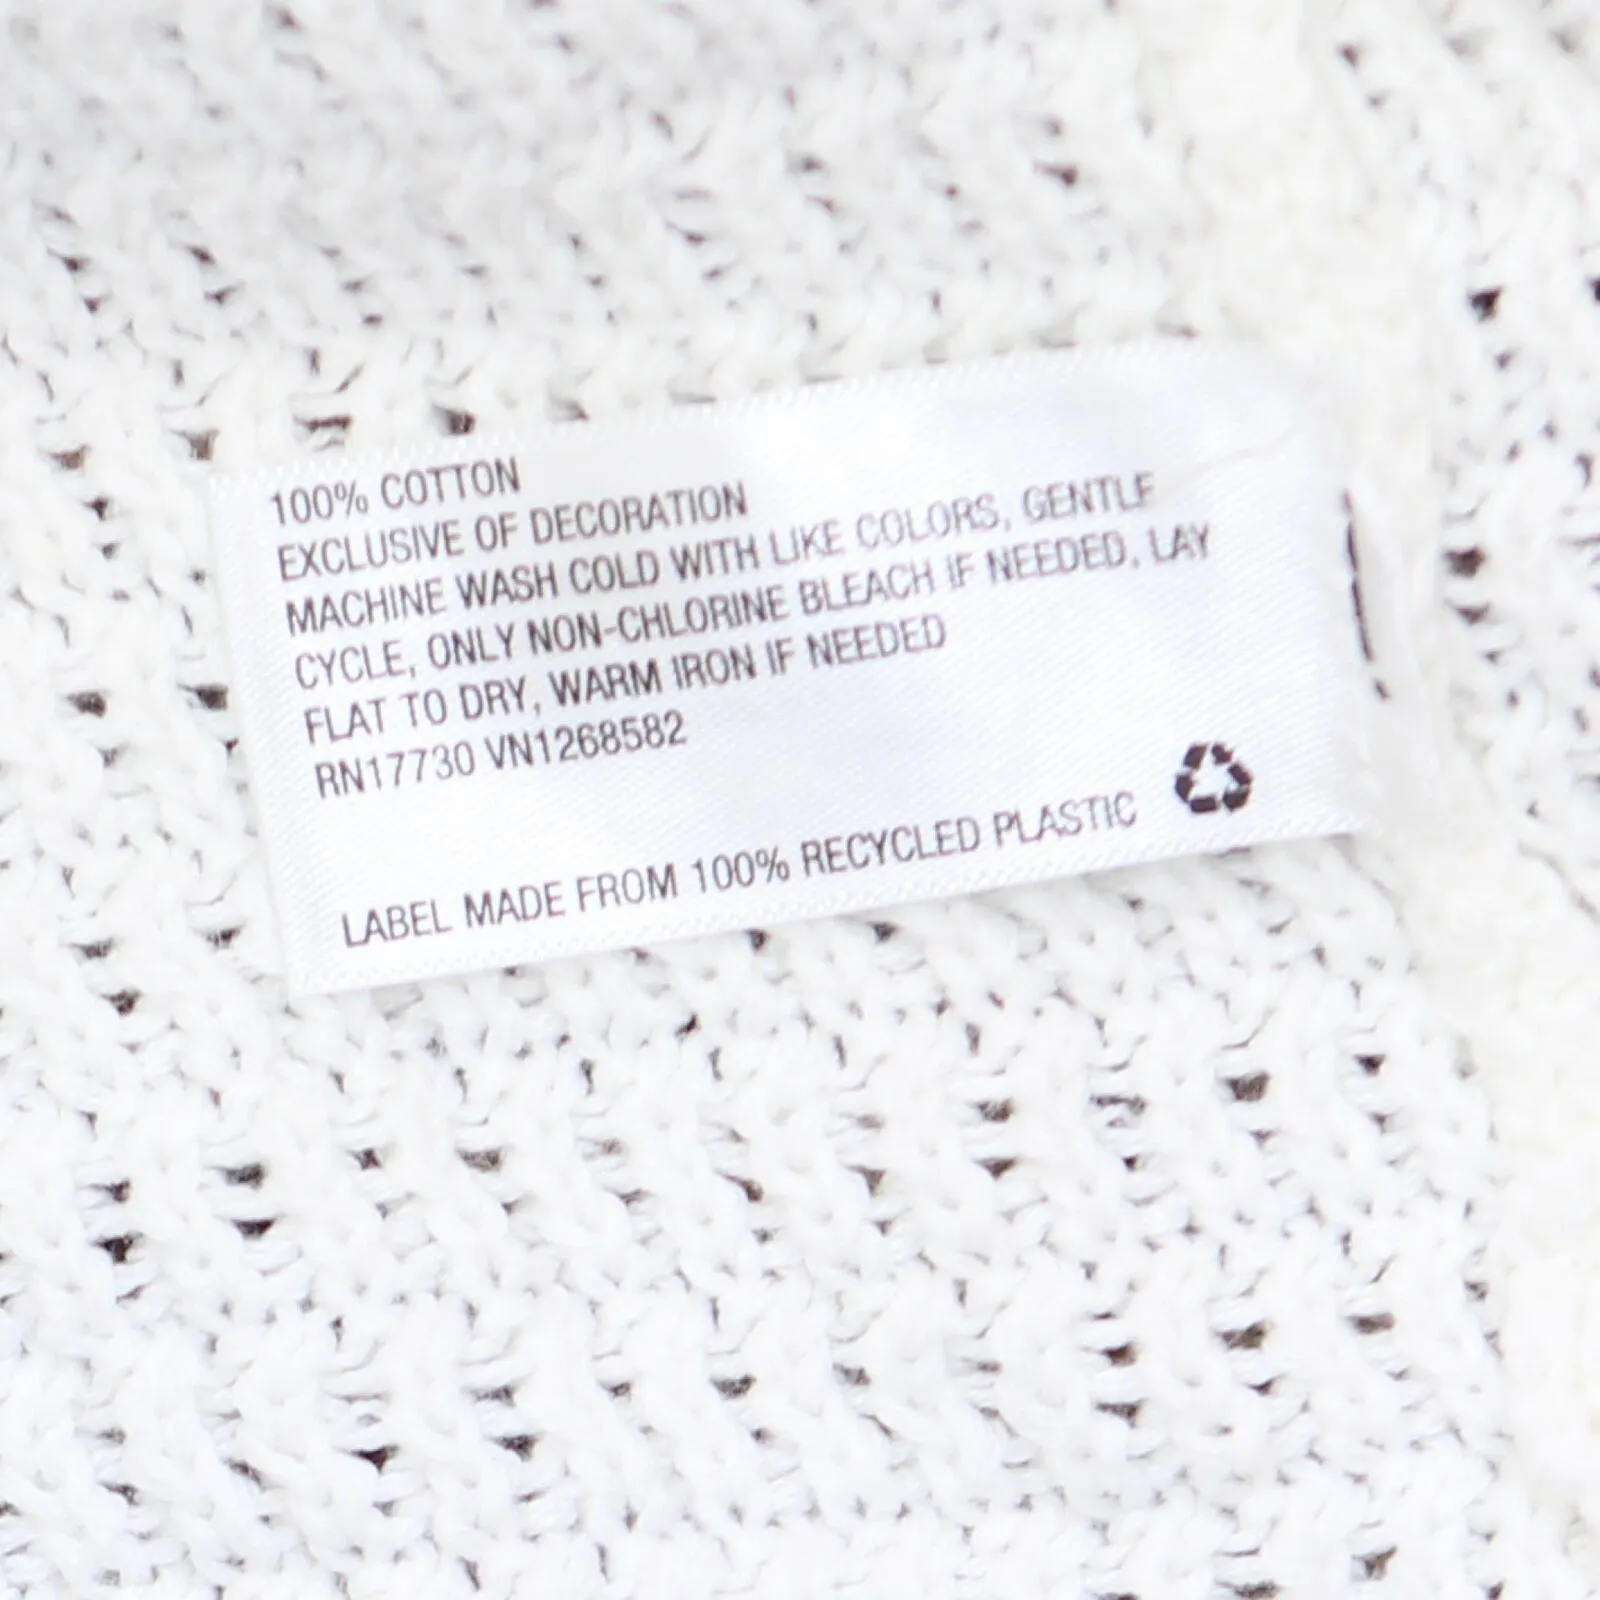 100% COTTON
EXCLUSIVE OF DECORATION
MACHINE WASH COLD WITH LIKE COLORS, GENTLE
CYCLE, ONLY NON-CHLORINE BLEACH IF NEEDED, LAY
FLAT TO DRY, WARM IRON IF NEEDED
RN17730 VN1268582
LABEL MADE FROM 100% RECYCLED PLASTIC